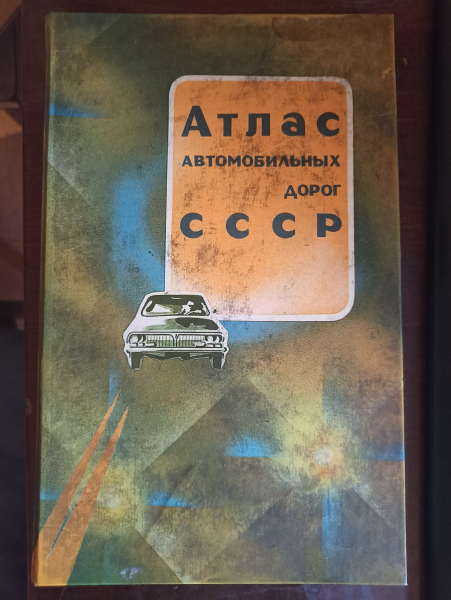 Атлас
автомобильных
дорог
СССР